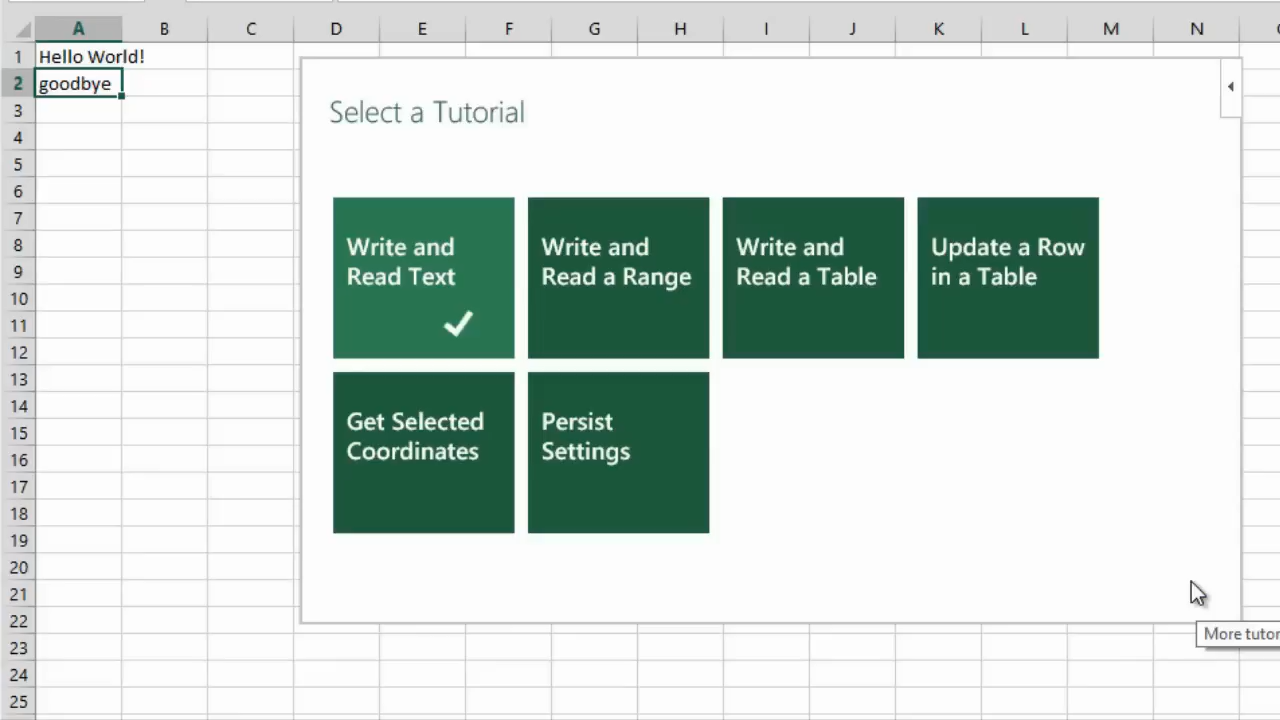 A B C D E F G H I J K L M N
1 Hello World!
2 goodbye
3
4
5
6
7
8
9
10
11
12
13
14
15
16
17
18
19
20
21
22
23
24
25
Select a Tutorial
Write and
Read Text
Write and
Read a Range
Write and
Read a Table
Update a Row
in a Table
Get Selected
Coordinates
Persist
Settings
More tutor